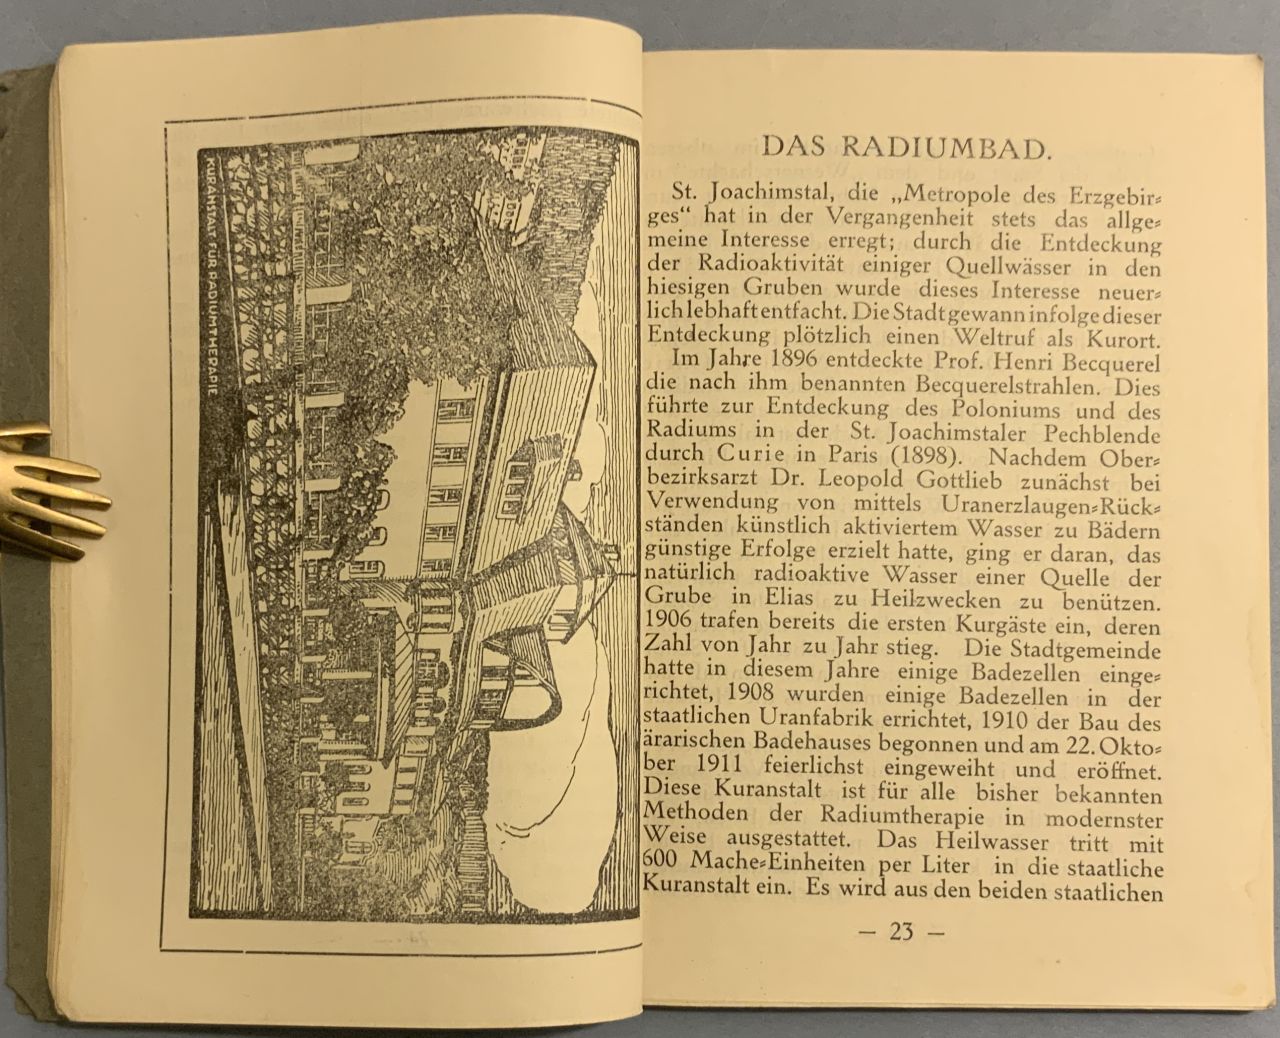 KURANSTALT FÜR RADIUMTHERAPIE
DAS RADIUMBAD.
St. Joachimstal, die „Metropole des Erzgebir⸗
ges“ hat in der Vergangenheit stets das allge⸗
meine Interesse erregt; durch die Entdeckung
der Radioaktivität einiger Quellwässer in den
hiesigen Gruben wurde dieses Interesse neuer⸗
lich lebhaft entfacht. Die Stadt gewann infolge dieser
Entdeckung plötzlich einen Weltruf als Kurort.
Im Jahre 1896 entdeckte Prof. Henri Becquerel
die nach ihm benannten Becquerelstrahlen. Dies
führte zur Entdeckung des Poloniums und des
Radiums in der St. Joachimstaler Pechblende
durch Curie in Paris (1898). Nachdem Ober⸗
bezirksarzt Dr. Leopold Gottlieb zunächst bei
Verwendung von mittels Uranerzlaugen⸗Rück⸗
ständen künstlich aktiviertem Wasser zu Bädern
günstige Erfolge erzielt hatte, ging er daran, das
natürlich radioaktive Wasser einer Quelle der
Grube in Elias zu Heilzwecken zu benützen.
1906 trafen bereits die ersten Kurgäste ein, deren
Zahl von Jahr zu Jahr stieg. Die Stadtgemeinde
hatte in diesem Jahre einige Badezellen einge⸗
richtet, 1908 wurden einige Badezellen in der
staatlichen Uranfabrik errichtet, 1910 der Bau des
ärarischen Badehauses begonnen und am 22. Okto⸗
ber 1911 feierlichst eingeweiht und eröffnet.
Diese Kuranstalt ist für alle bisher bekannten
Methoden der Radiumtherapie in modernster
Weise ausgestattet. Das Heilwasser tritt mit
600 Mache⸗Einheiten per Liter in die staatliche
Kuranstalt ein. Es wird aus den beiden staatlichen
— 23 —